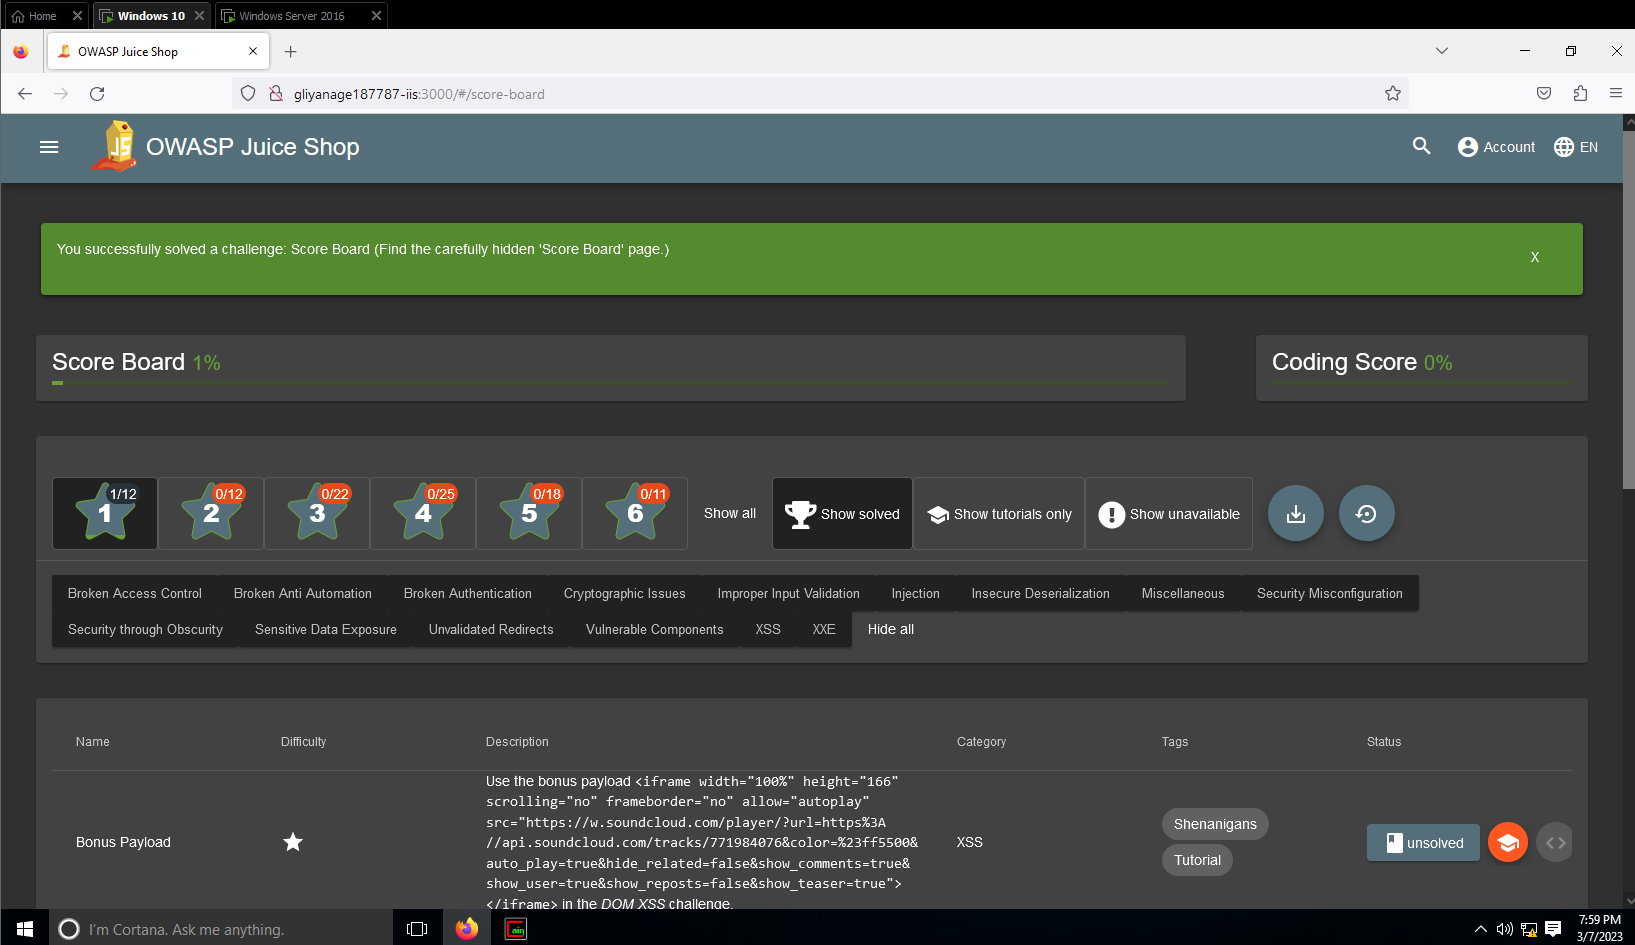 Home
Windows 10
Windows Server 2016
OWASP Juice Shop
gliyanage187787-iis:3000/#/score-board
JS
OWASP Juice Shop
Account
EN
You successfully solved a challenge: Score Board (Find the carefully hidden 'Score Board' page.)
X
Score Board 1%
Coding Score 0%
1/12
1
0/12
2
0/22
3
0/25
4
0/18
5
0/11
6
Show all
Show solved
Show tutorials only
Show unavailable
Broken Access Control
Broken Anti Automation
Broken Authentication
Cryptographic Issues
Improper Input Validation
Injection
Insecure Deserialization
Miscellaneous
Security Misconfiguration
Security through Obscurity
Sensitive Data Exposure
Unvalidated Redirects
Vulnerable Components
XSS
XXE
Hide all
Name
Difficulty
Description
Category
Tags
Status
Bonus Payload
Use the bonus payload <iframe width="100%" height="166"
scrolling="no" frameborder="no" allow="autoplay"
src="https://w.soundcloud.com/player/?url=https%3A
//api.soundcloud.com/tracks/771984076&color=%23ff5500&
auto_play=true&hide_related=false&show_comments=true&
show_user=true&show_reposts=false&show_teaser=true">
</iframe> in the DOM XSS challenge.
XSS
Shenanigans
Tutorial
unsolved
I'm Cortana. Ask me anything.
7:59 PM
3/7/2023